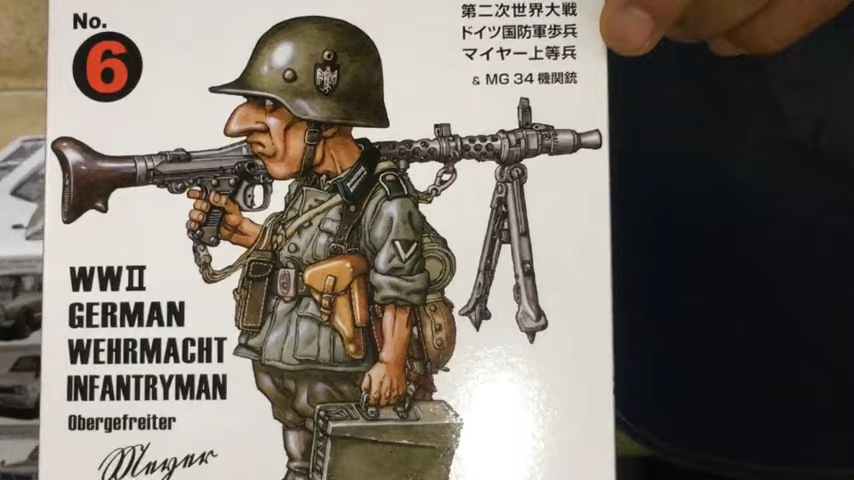 No.
6
第二次世界大戦
ドイツ国防軍歩兵
マイヤー上等兵
& MG 34 機関銃
WWⅡ
GERMAN
WEHRMACHT
INFANTRYMAN
Obergefreiter
Meyer